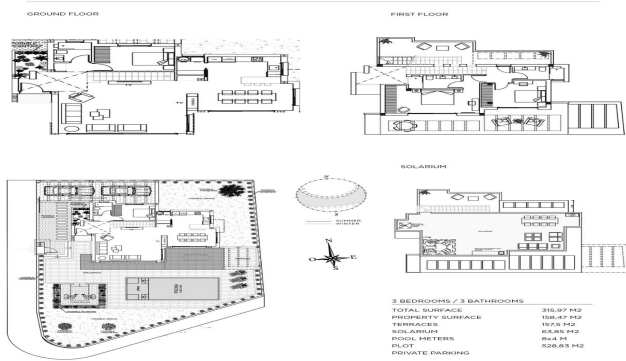 GROUND FLOOR
FIRST FLOOR
SOLARIUM
SUMMER
WINTER
N
O
E
S
3 BEDROOMS / 3 BATHROOMS
TOTAL SURFACE 315,97 M2
PROPERTY SURFACE 158,47 M2
TERRACES 157,5 M2
SOLARIUM 63,85 M2
POOL METERS 8x4 M
PLOT 528,83 M2
PRIVATE PARKING